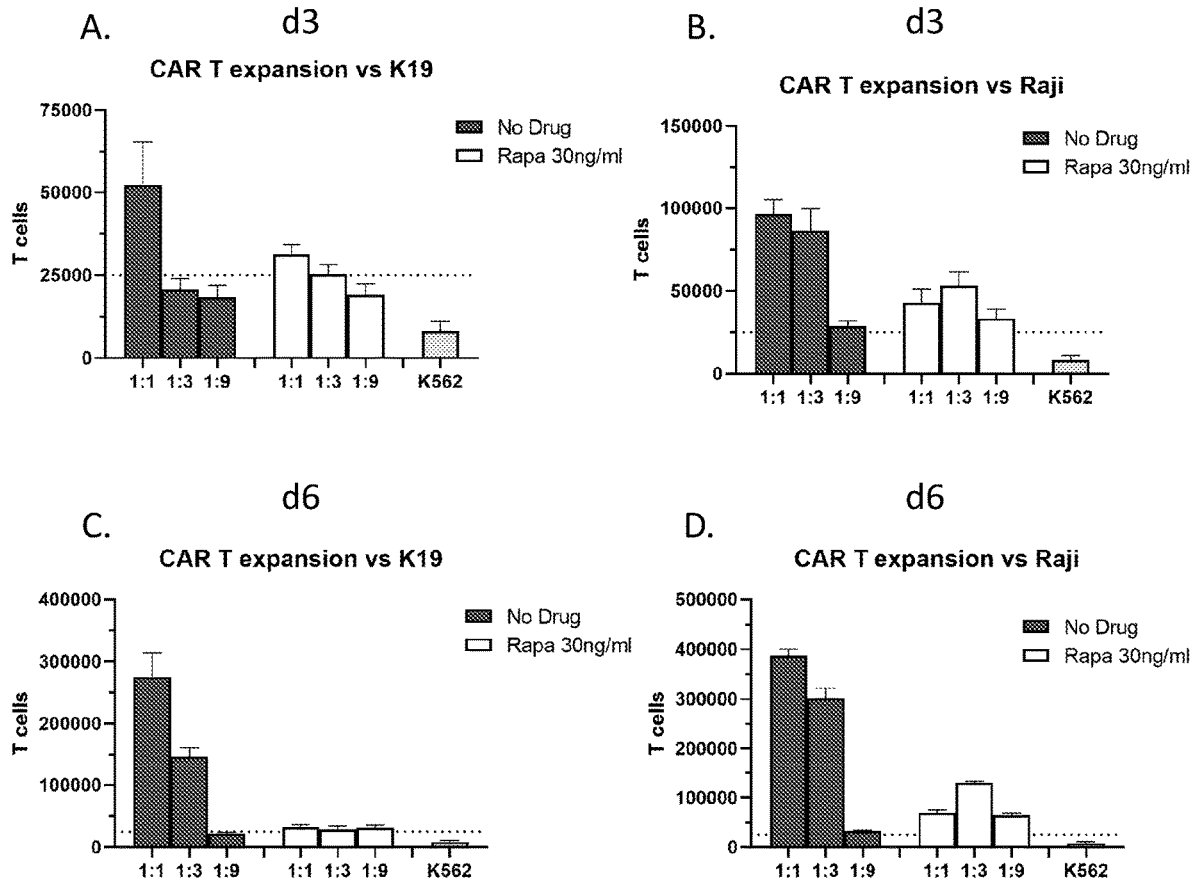 A.
d3
CAR T expansion vs K19
T cells
75000
50000
25000
0
No Drug
Rapa 30ng/ml
1:1 1:3 1:9 1:1 1:3 1:9 K562
B.
d3
CAR T expansion vs Raji
T cells
150000
100000
50000
0
No Drug
Rapa 30ng/ml
1:1 1:3 1:9 1:1 1:3 1:9 K562
C.
d6
CAR T expansion vs K19
T cells
400000
300000
200000
100000
0
No Drug
Rapa 30ng/ml
1:1 1:3 1:9 1:1 1:3 1:9 K562
D.
d6
CAR T expansion vs Raji
T cells
500000
400000
300000
200000
100000
0
No Drug
Rapa 30ng/ml
1:1 1:3 1:9 1:1 1:3 1:9 K562